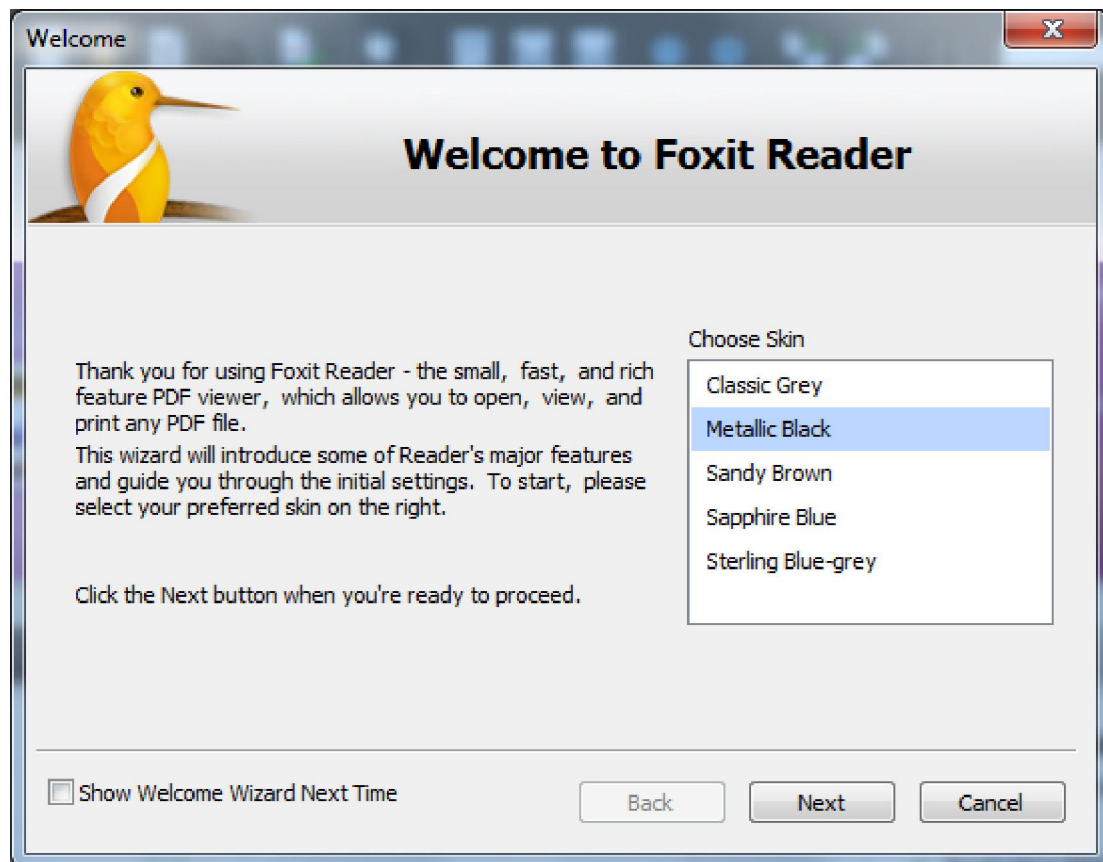 Welcome
Welcome to Foxit Reader
Thank you for using Foxit Reader - the small, fast, and rich
feature PDF viewer, which allows you to open, view, and
print any PDF file.
This wizard will introduce some of Reader's major features
and guide you through the initial settings. To start, please
select your preferred skin on the right.
Click the Next button when you're ready to proceed.
Choose Skin
Classic Grey
Metallic Black
Sandy Brown
Sapphire Blue
Sterling Blue-grey
Show Welcome Wizard Next Time
Back
Next
Cancel